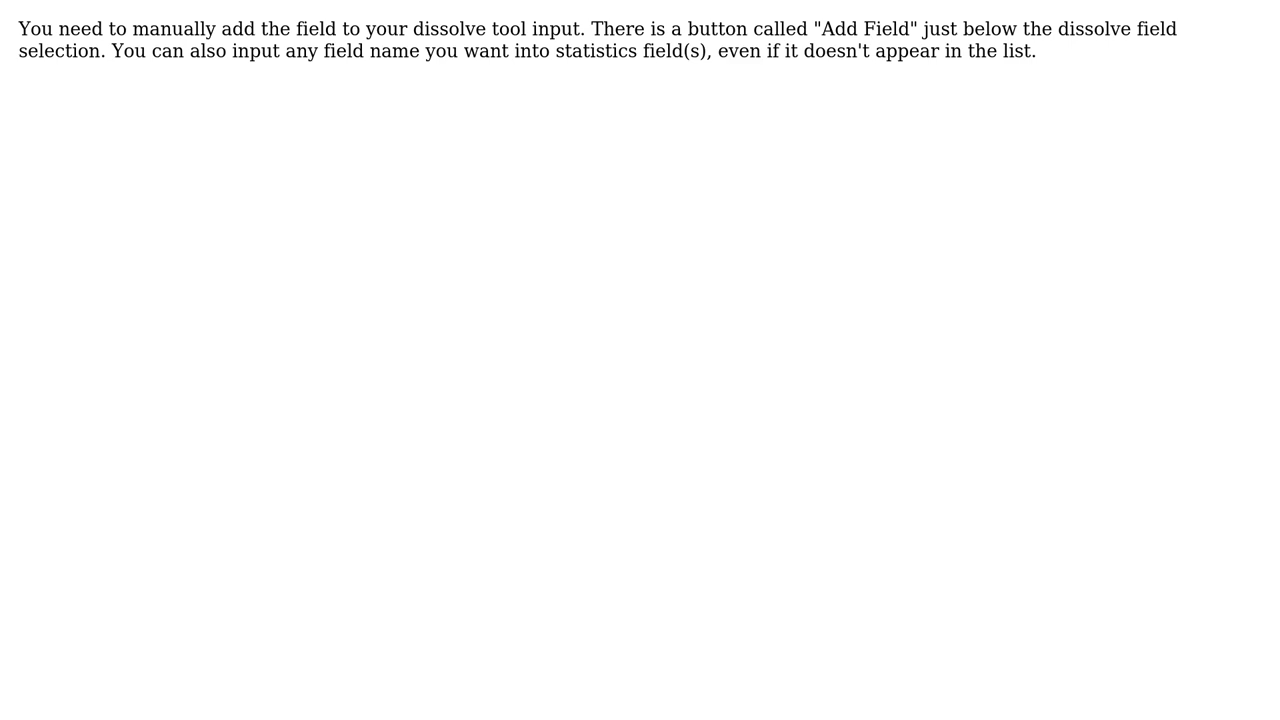 You need to manually add the field to your dissolve tool input. There is a button called "Add Field" just below the dissolve field
selection. You can also input any field name you want into statistics field(s), even if it doesn't appear in the list.